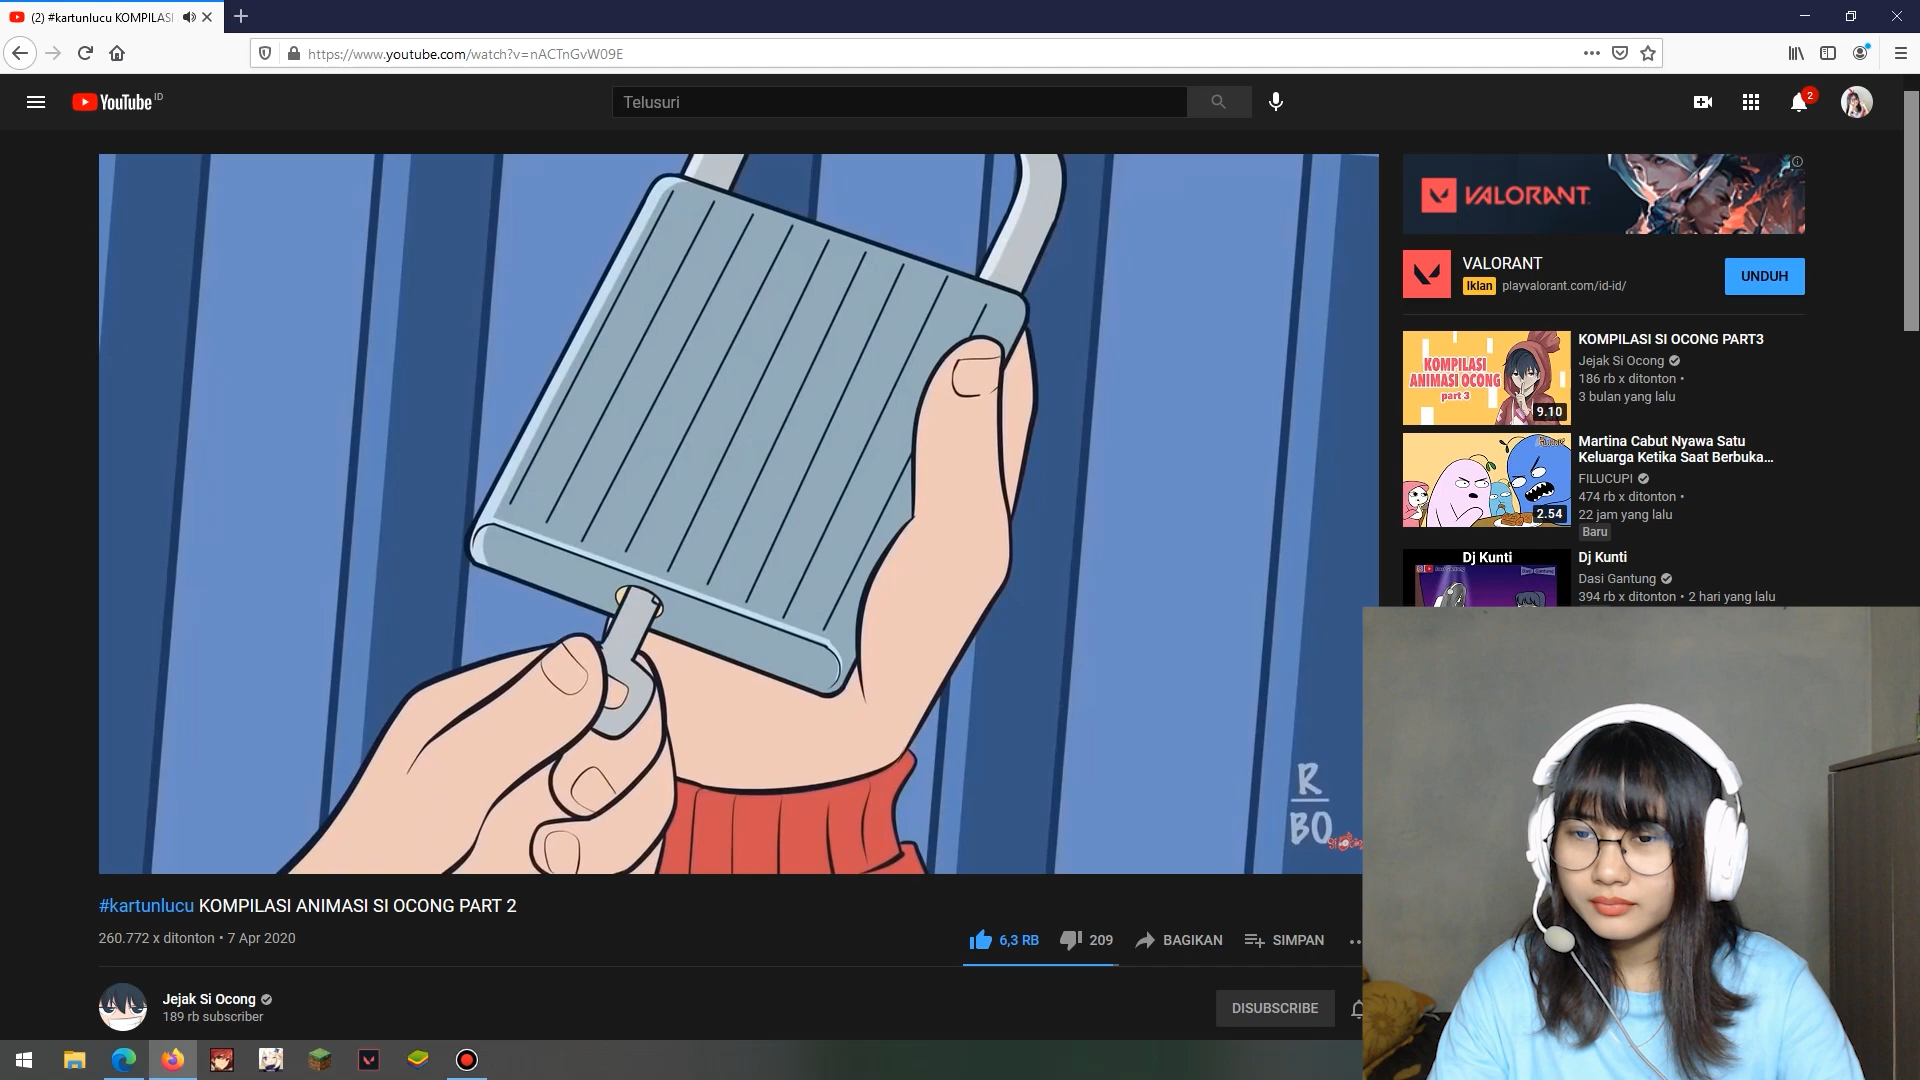 (2) #kartunlucu KOMPILASI
https://www.youtube.com/watch?v=nACTnGvW09E
YouTube ID
Telusuri
2
VALORANT
VALORANT
Iklan playvalorant.com/id-id/
UNDUH
KOMPILASI
ANIMASI OCONG
part 3
9.10
KOMPILASI SI OCONG PART3
Jejak Si Ocong
186 rb x ditonton •
3 bulan yang lalu
2.54
Martina Cabut Nyawa Satu
Keluarga Ketika Saat Berbuka...
FILUCUPI
474 rb x ditonton •
22 jam yang lalu
Baru
Dj Kunti
Dj Kunti
Dasi Gantung
394 rb x ditonton • 2 hari yang lalu
R
BO
#kartunlucu KOMPILASI ANIMASI SI OCONG PART 2
260.772 x ditonton • 7 Apr 2020
6,3 RB
209
BAGIKAN
SIMPAN
Jejak Si Ocong
189 rb subscriber
DISUBSCRIBE